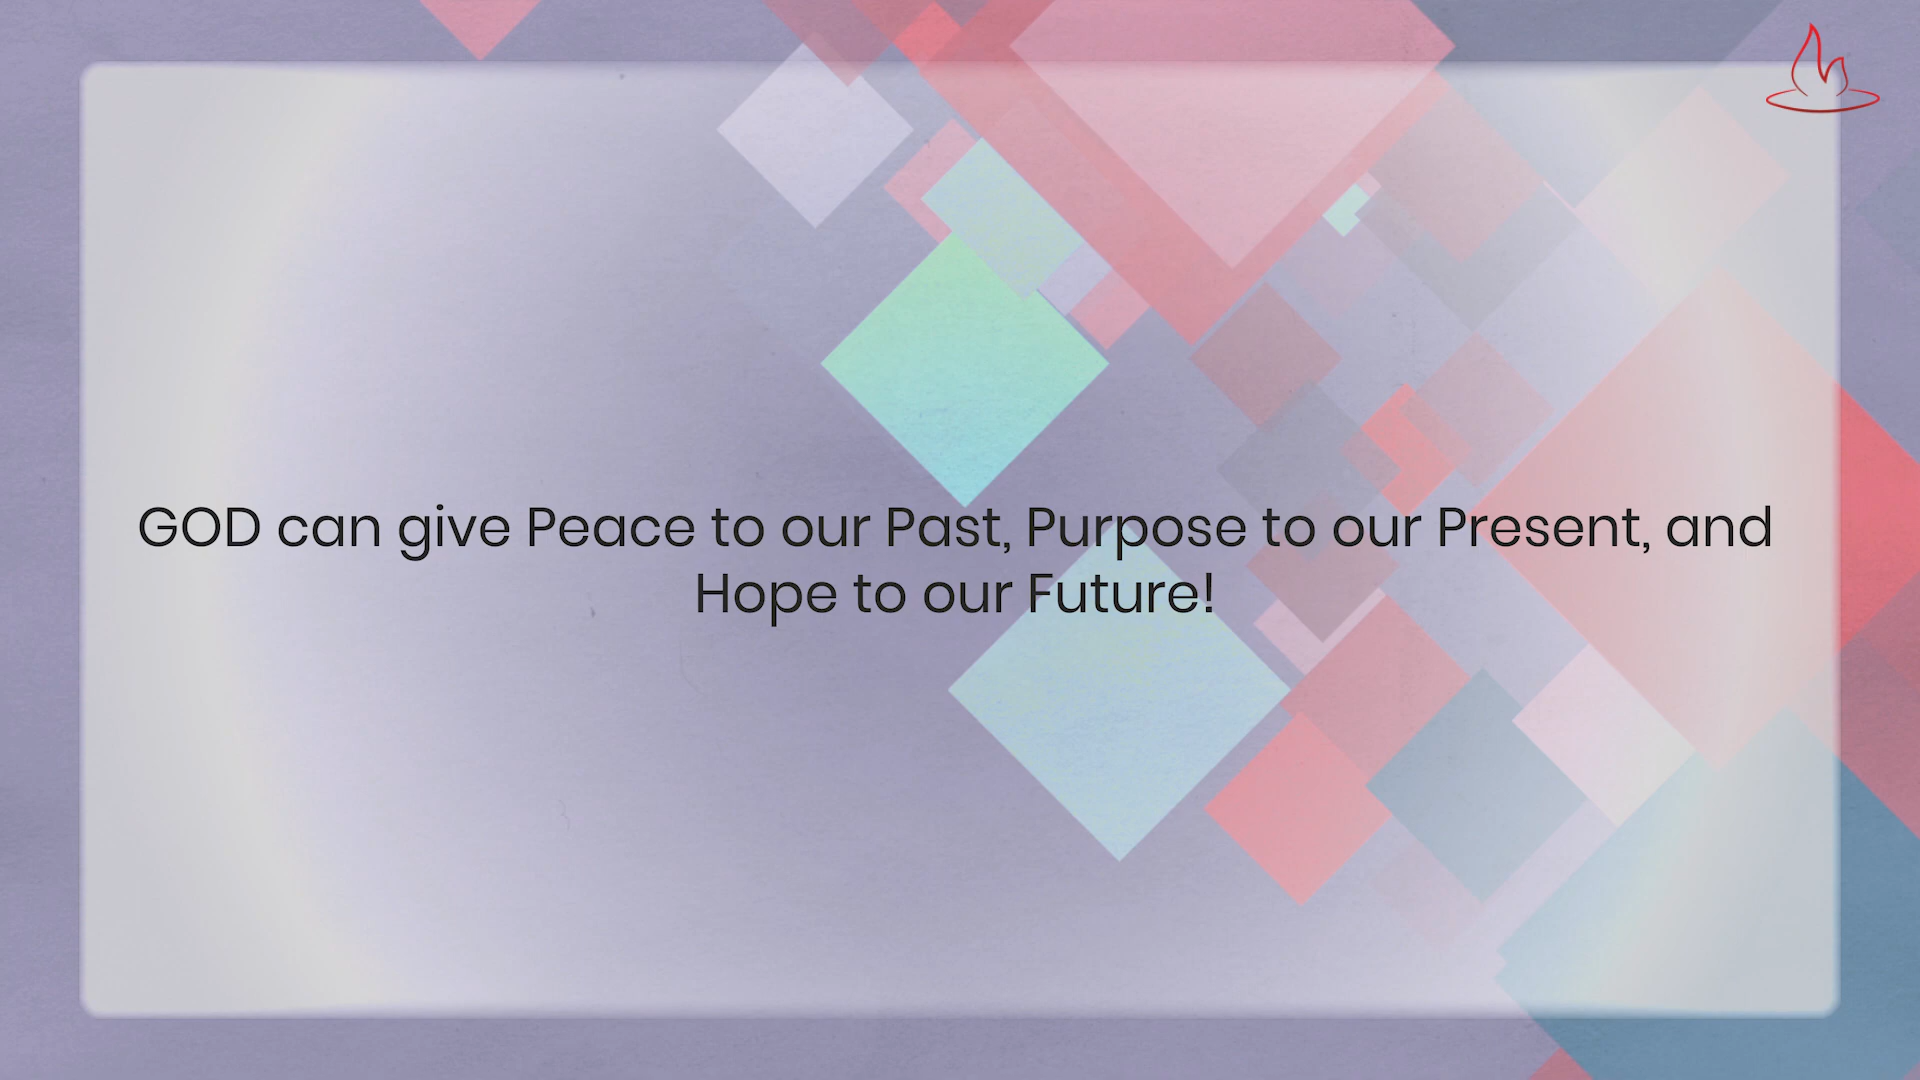 GOD can give Peace to our Past, Purpose to our Present, and
Hope to our Future!